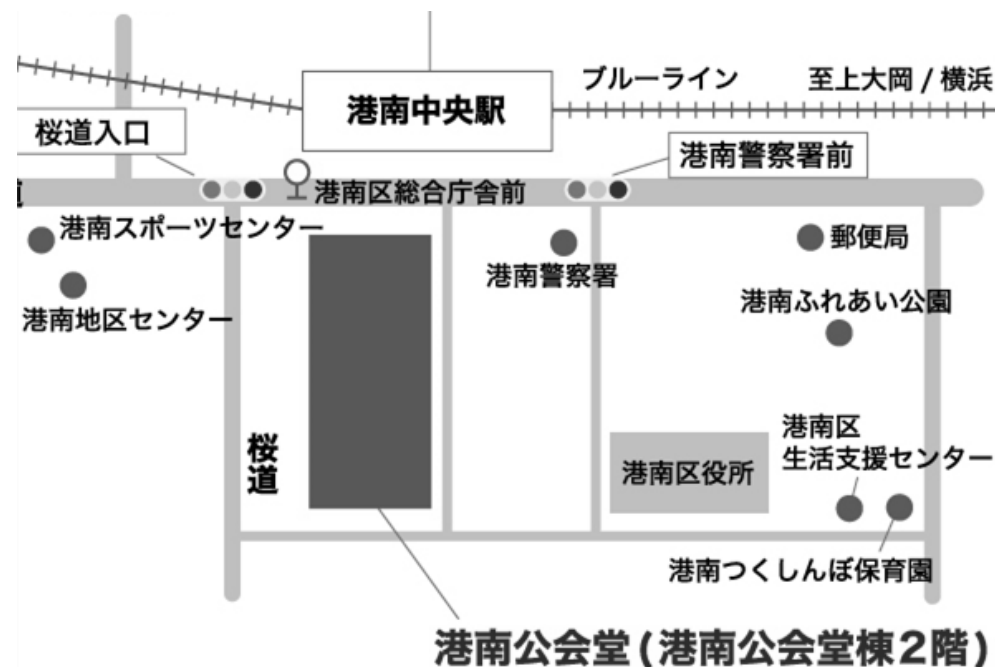 ブルーライン
至上大岡 / 横浜
港南中央駅
桜道入口
港南警察署前
港南区総合庁舎前
港南スポーツセンター
郵便局
港南警察署
港南ふれあい公園
港南地区センター
桜道
港南区
生活支援センター
港南区役所
港南つくしんぼ保育園
港南公会堂 (港南公会堂棟2階)